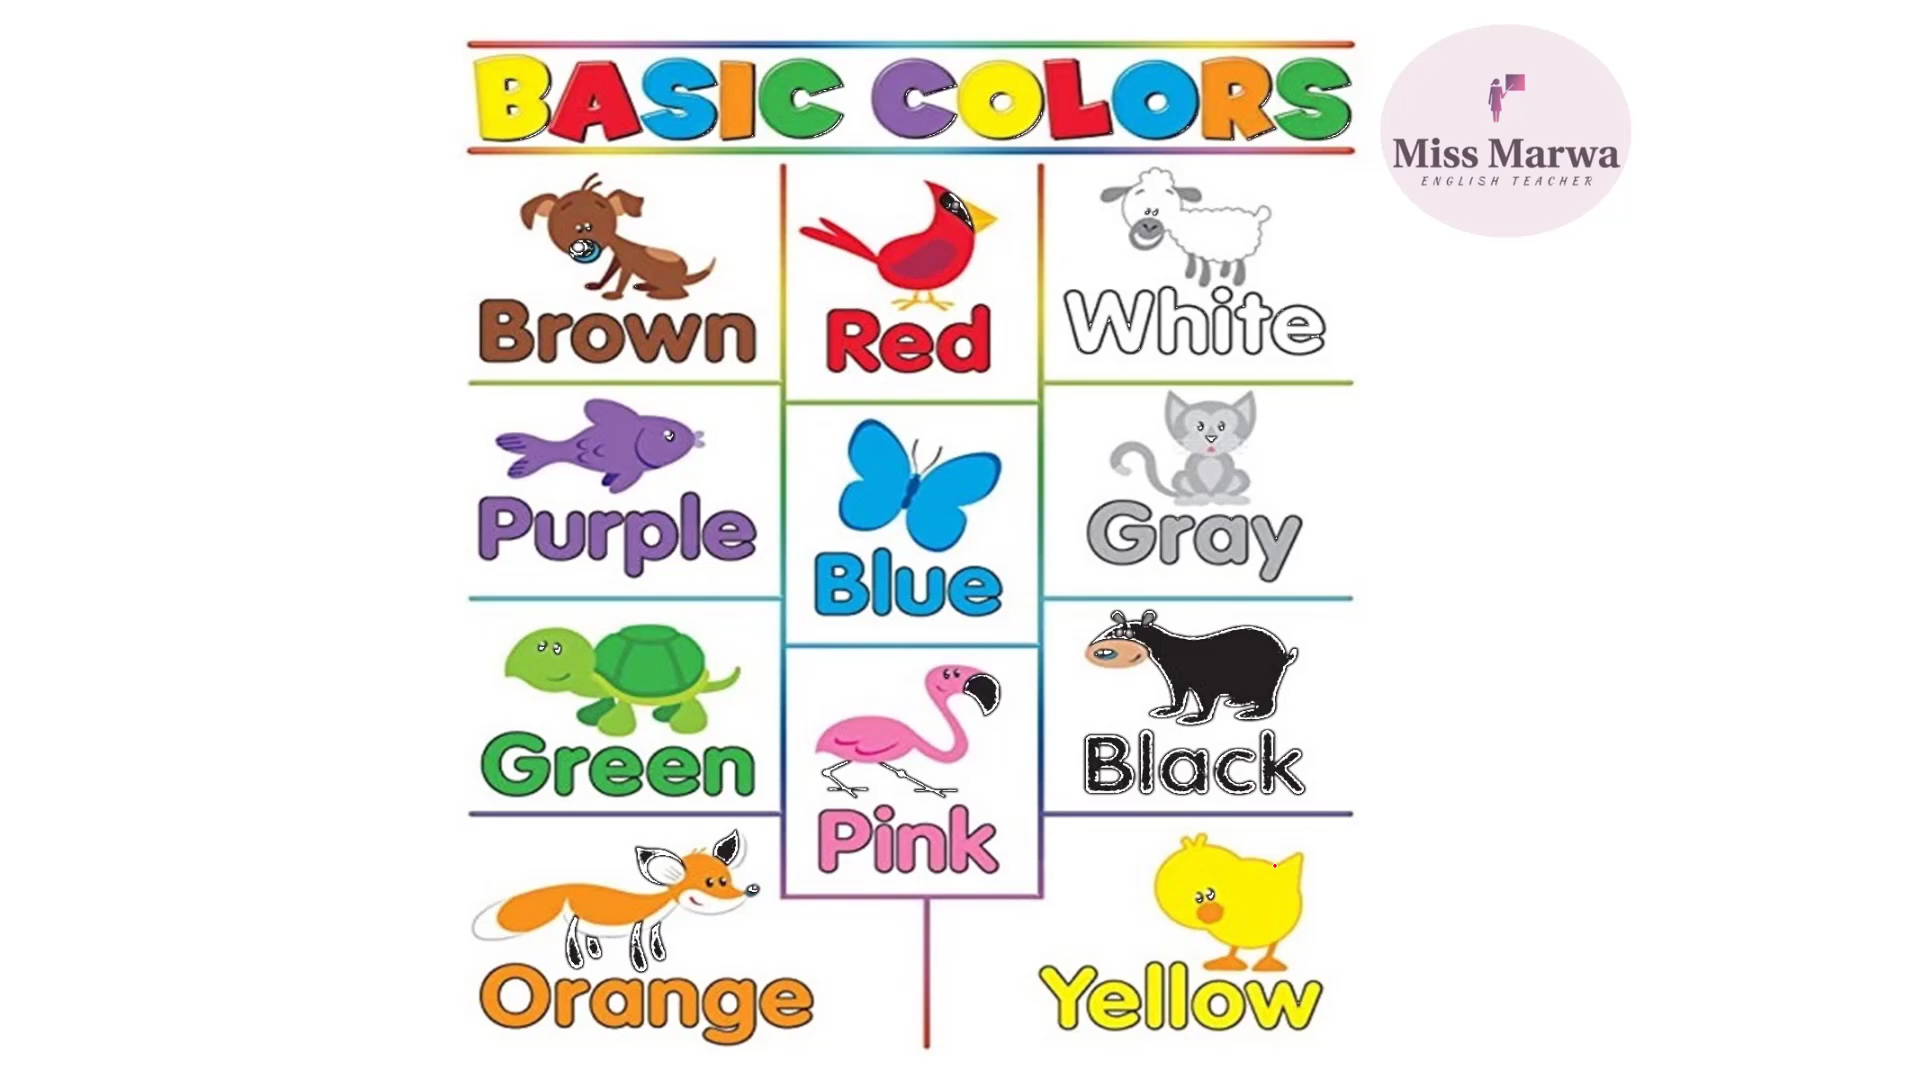 BASIC COLORS
Miss Marwa
ENGLISH TEACHER
Brown
Red
White
Purple
Blue
Gray
Green
Pink
Black
Orange
Yellow